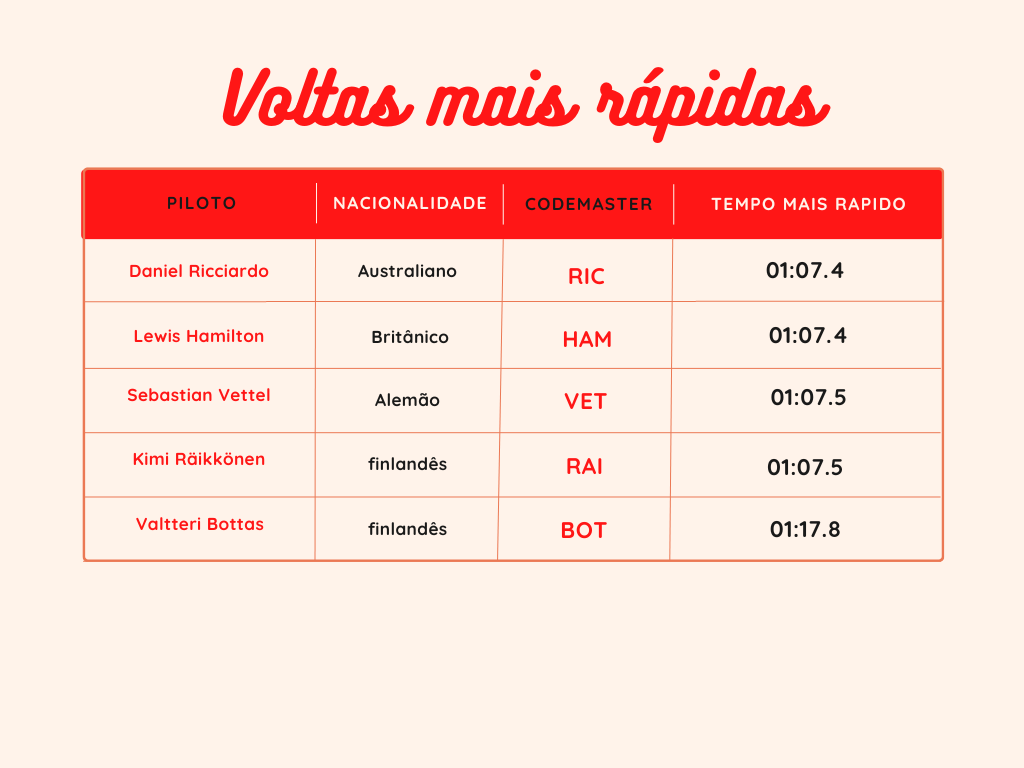 Voltas mais rápidas
PILOTO NACIONALIDADE CODEMASTER TEMPO MAIS RAPIDO
Daniel Ricciardo Australiano RIC 01:07.4
Lewis Hamilton Britânico HAM 01:07.4
Sebastian Vettel Alemão VET 01:07.5
Kimi Räikkönen finlandês RAI 01:07.5
Valtteri Bottas finlandês BOT 01:17.8